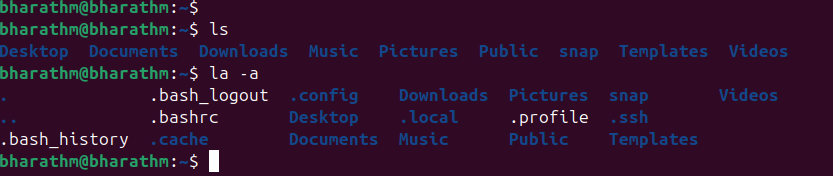 bharathm@bharathm:~$
bharathm@bharathm:~$ ls
Desktop Documents Downloads Music Pictures Public snap Templates Videos
bharathm@bharathm:~$ la -a
. .bash_logout .config Downloads Pictures snap Videos
.. .bashrc Desktop .local .profile .ssh
.bash_history .cache Documents Music Public Templates
bharathm@bharathm:~$